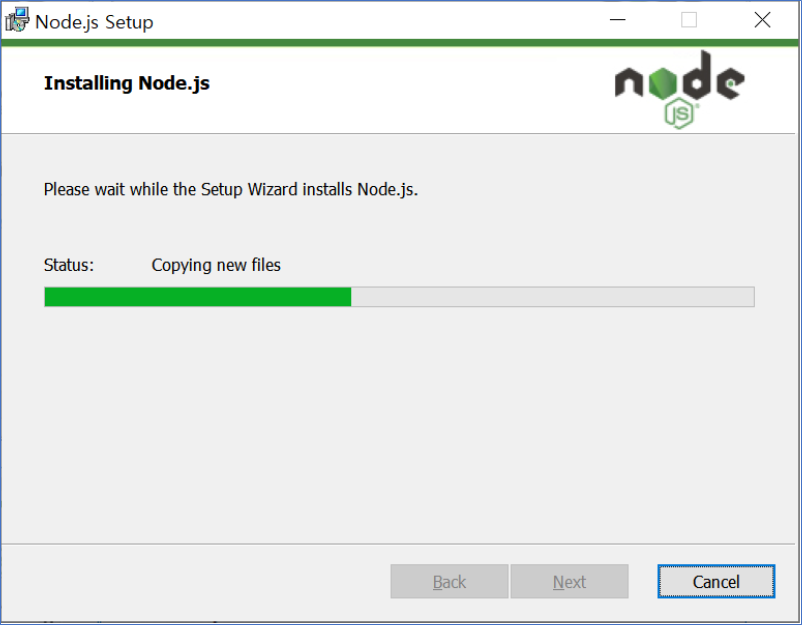 Node.js Setup
Installing Node.js
node
JS
Please wait while the Setup Wizard installs Node.js.
Status: Copying new files
Back Next Cancel